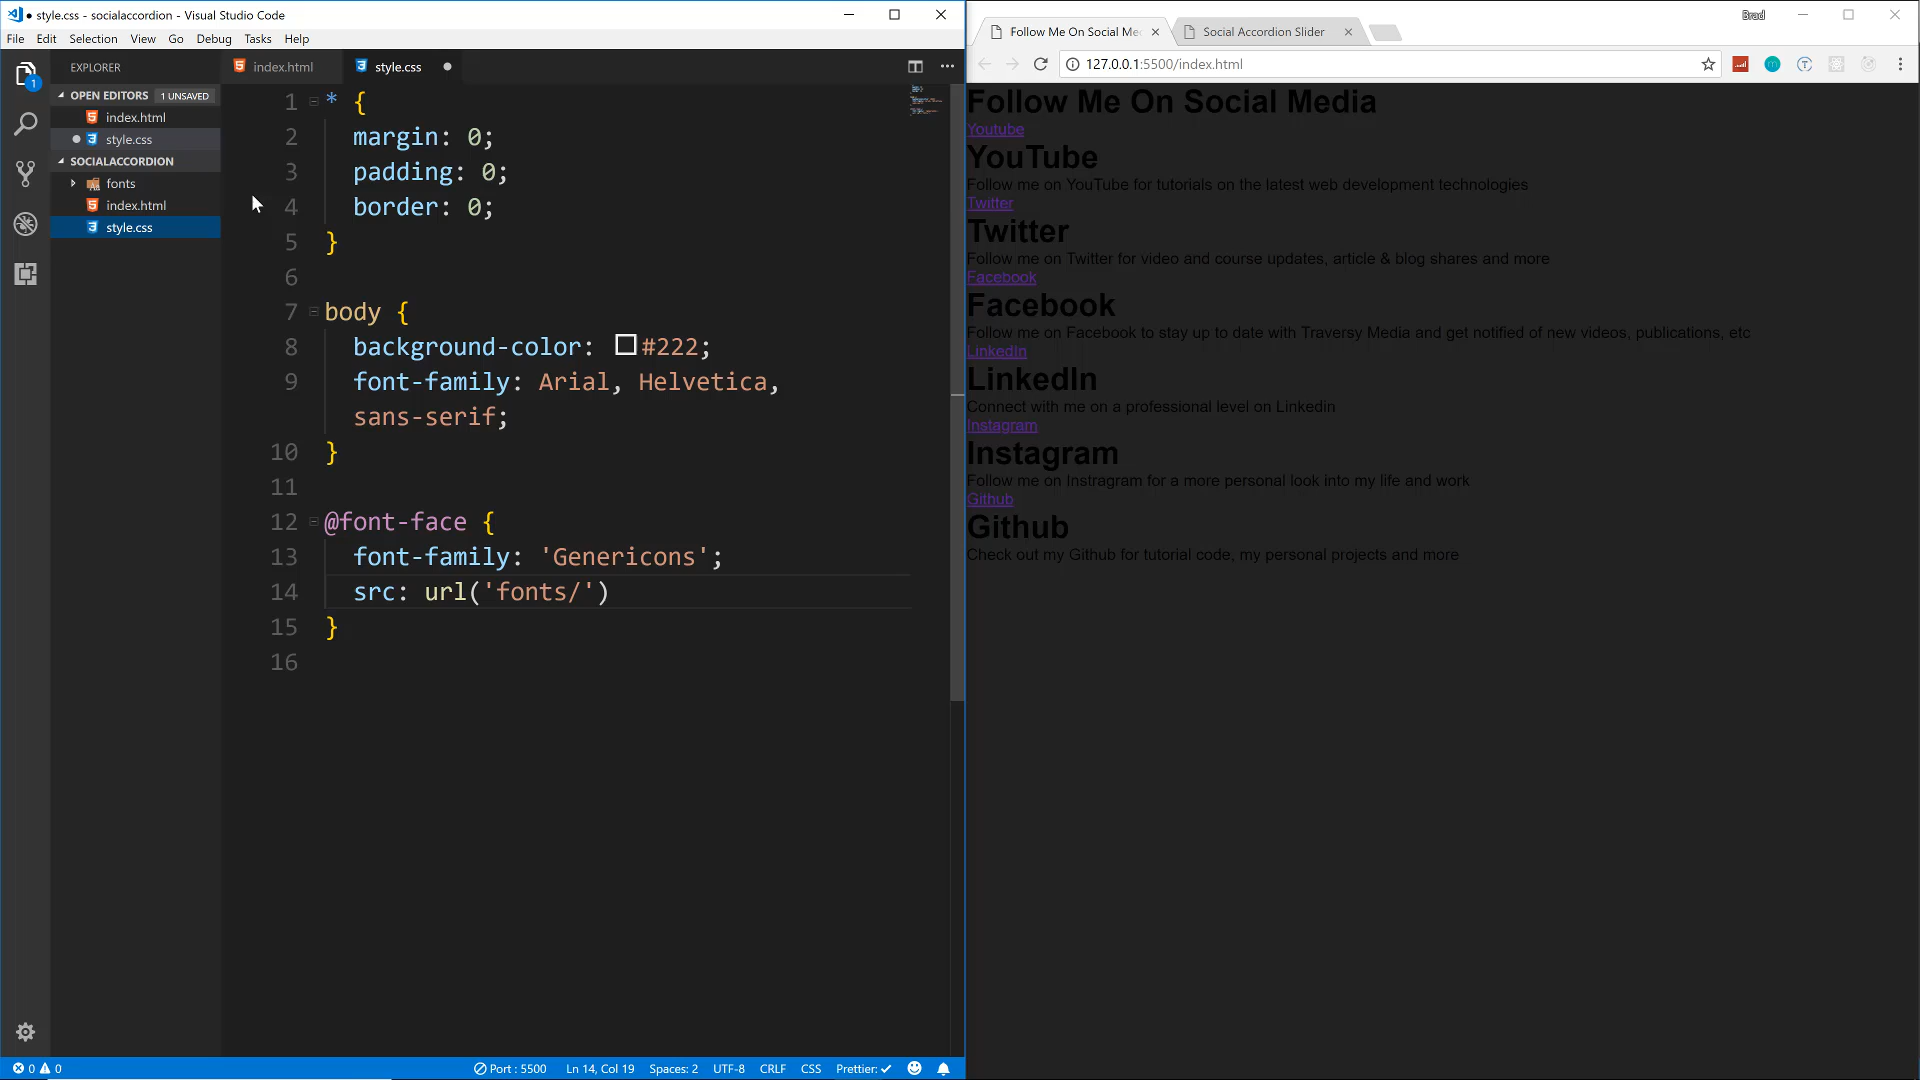 style.css - socialaccordion - Visual Studio Code
File Edit Selection View Go Debug Tasks Help
EXPLORER
OPEN EDITORS 1 UNSAVED
index.html
style.css
SOCIALACCORDION
fonts
index.html
style.css
1
index.html
style.css
1 * {
2 margin: 0;
3 padding: 0;
4 border: 0;
5 }
6
7 body {
8 background-color: #222;
9 font-family: Arial, Helvetica,
sans-serif;
10 }
11
12 @font-face {
13 font-family: 'Genericons';
14 src: url('fonts/')
15 }
16
0 0 Port : 5500 Ln 14, Col 19 Spaces: 2 UTF-8 CRLF CSS Prettier:
Brad
Follow Me On Social Me
Social Accordion Slider
127.0.0.1:5500/index.html
Follow Me On Social Media
Youtube
YouTube
Follow me on YouTube for tutorials on the latest web development technologies
Twitter
Twitter
Follow me on Twitter for video and course updates, article & blog shares and more
Facebook
Facebook
Follow me on Facebook to stay up to date with Traversy Media and get notified of new videos, publications, etc
LinkedIn
LinkedIn
Connect with me on a professional level on Linkedin
Instagram
Instagram
Follow me on Instragram for a more personal look into my life and work
Github
Github
Check out my Github for tutorial code, my personal projects and more